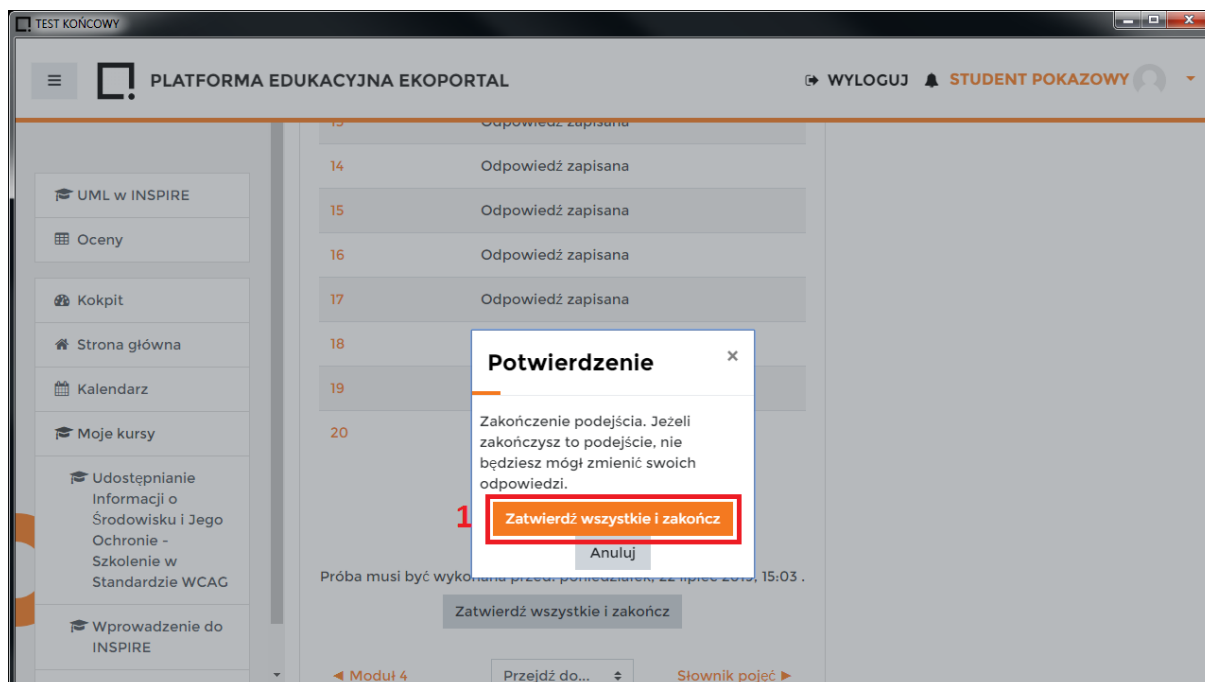 TEST KOŃCOWY
PLATFORMA EDUKACYJNA EKOPORTAL
WYLOGUJ
STUDENT POKAZOWY
UML w INSPIRE
Oceny
Kokpit
Strona główna
Kalendarz
Moje kursy
Udostępnianie
Informacji o
Środowisku i Jego
Ochronie -
Szkolenie w
Standardzie WCAG
Wprowadzenie do
INSPIRE
14 Odpowiedź zapisana
15 Odpowiedź zapisana
16 Odpowiedź zapisana
17 Odpowiedź zapisana
18
19
20
Potwierdzenie ×
Zakończenie podejścia. Jeżeli
zakończysz to podejście, nie
będziesz mógł zmienić swoich
odpowiedzi.
1 Zatwierdź wszystkie i zakończ
Anuluj
Próba musi być , 15:03 .
Zatwierdź wszystkie i zakończ
◄ Moduł 4
Przejdź do...
Słownik pojęć ►